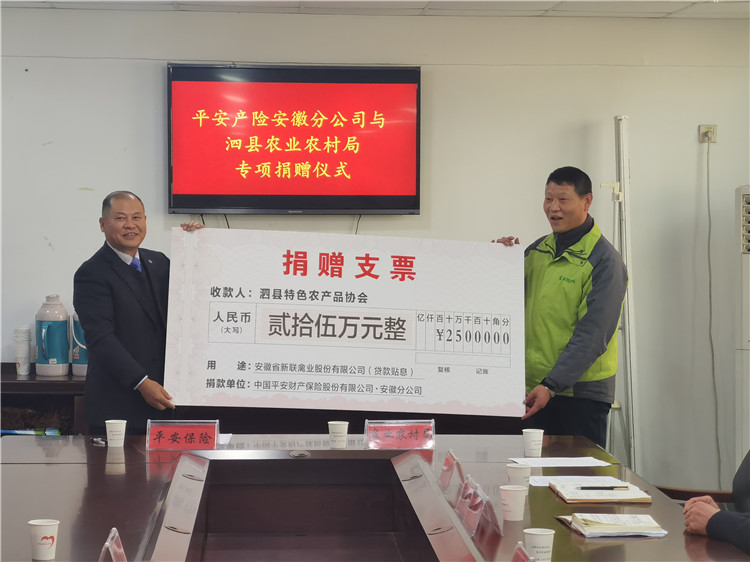 平安产险安徽分公司与
泗县农业农村局
专项捐赠仪式
捐赠支票
收款人：泗县特色农产品协会
人民币
(大写)
贰拾伍万元整
亿仟百十万千百十角分
¥25000000
用　途：安徽省新联禽业股份有限公司（贷款贴息）
复核　记账
捐款单位：中国平安财产保险股份有限公司、安徽分公司
平安保险
业农村局